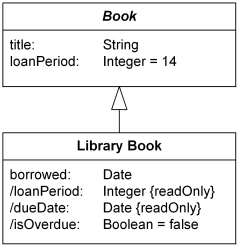 Book
title: String
loanPeriod: Integer = 14
Library Book
borrowed: Date
/loanPeriod: Integer {readOnly}
/dueDate: Date {readOnly}
/isOverdue: Boolean = false